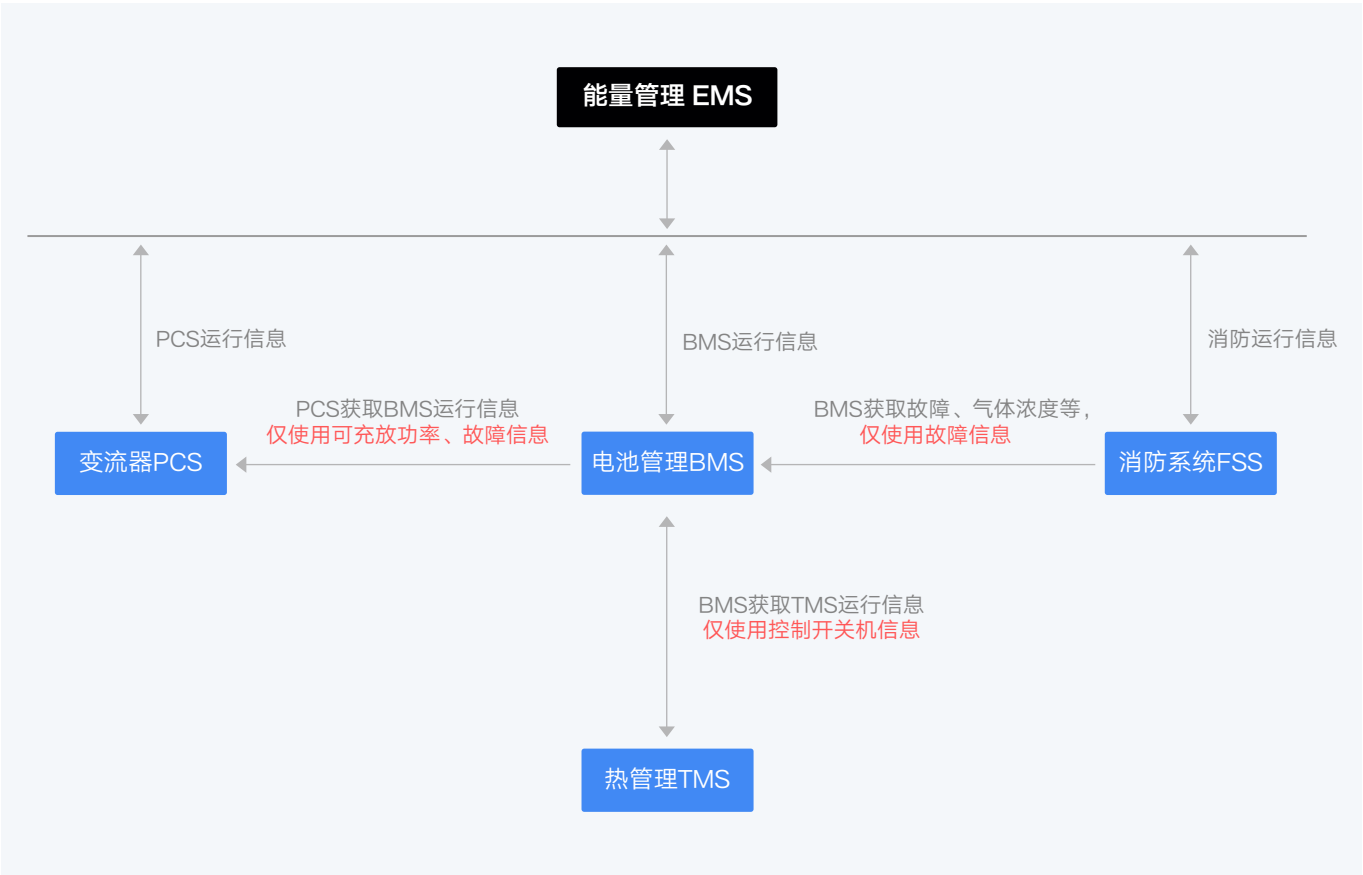 能量管理 EMS
PCS运行信息
BMS运行信息
消防运行信息
PCS获取BMS运行信息
仅使用可充放功率、故障信息
BMS获取故障、气体浓度等，
仅使用故障信息
变流器PCS
电池管理BMS
消防系统FSS
BMS获取TMS运行信息
仅使用控制开关机信息
热管理TMS